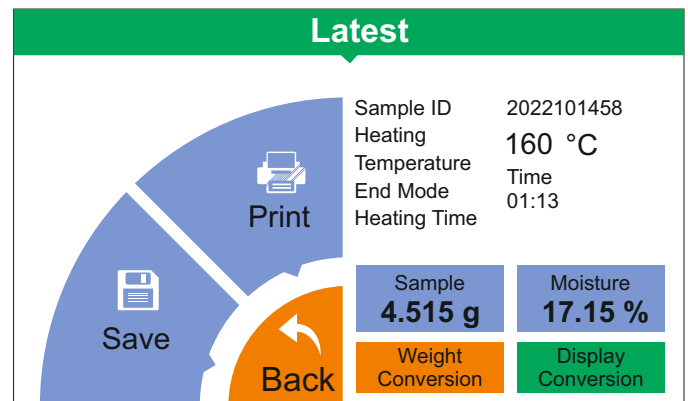 Latest
Sample ID 2022101458
Heating
Temperature
160 °C
End Mode Time
Heating Time 01:13
Print
Save
Back
Sample
4.515 g
Moisture
17.15 %
Weight
Conversion
Display
Conversion